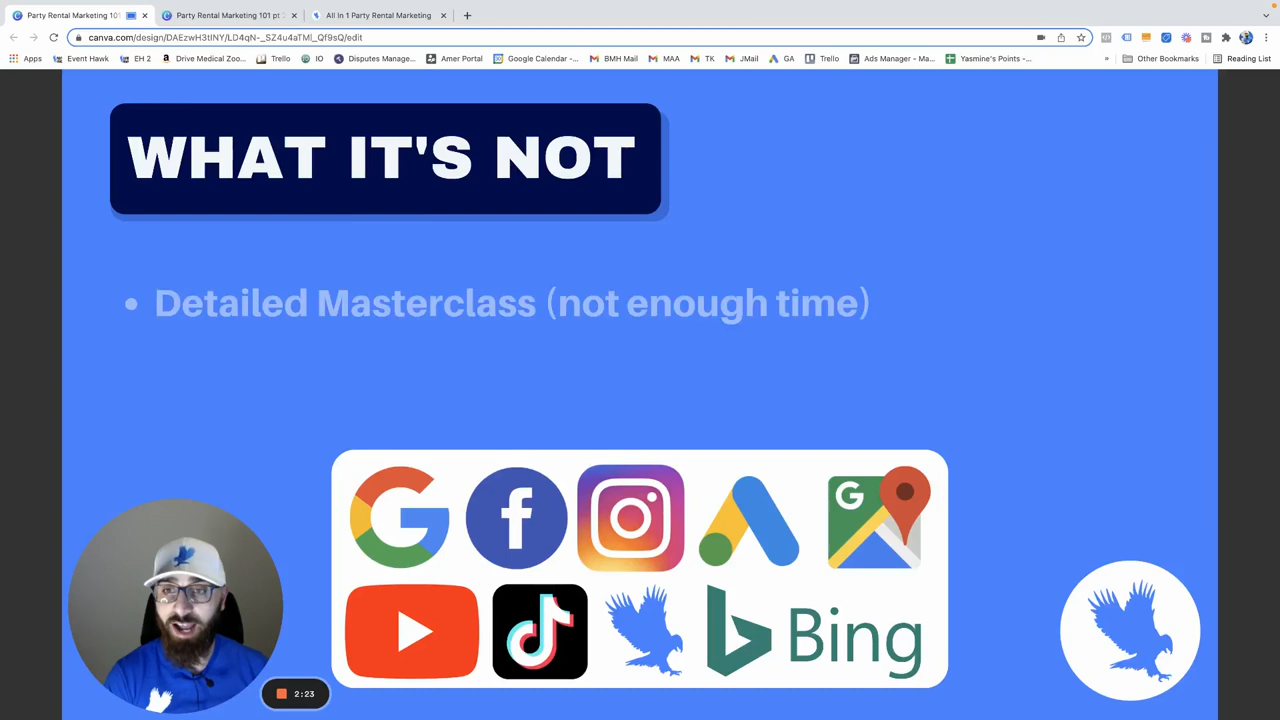 Party Rental Marketing 101
Party Rental Marketing 101 pt
All In 1 Party Rental Marketing
canva.com/design/DAEzwH3tINY/LD4qN-_SZ4u4aTMl_Qf9sQ/edit
Apps
Event Hawk
EH 2
Drive Medical Zoo...
Trello
IO
Disputes Manage...
Amer Portal
Google Calendar -...
BMH Mail
MAA
TK
JMail
GA
Trello
Ads Manager - Ma...
Yasmine's Points -...
»
Other Bookmarks
Reading List
WHAT IT'S NOT
• Detailed Masterclass (not enough time)
G
Bing
2:23